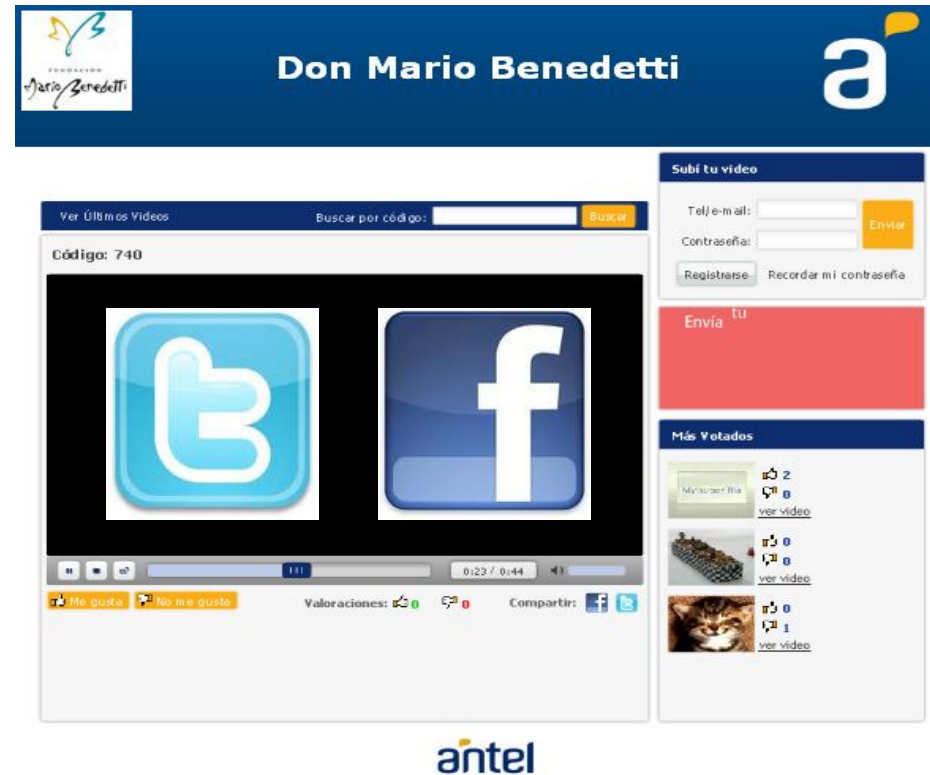 FUNDACIÓN
Mario Benedetti
Don Mario Benedetti
a
Subí tu video
Tel/e-mail:
Enviar
Contraseña:
Registrarse Recordar mi contraseña
Ver Últimos Videos Buscar por código: Buscar
Código: 740
t f
0:23 / 0:44
Me gusta No me gusta Valoraciones: 0 0 Compartir: f t
Envía tu
Más Votados
2
0
ver video
0
0
ver video
0
1
ver video
antel